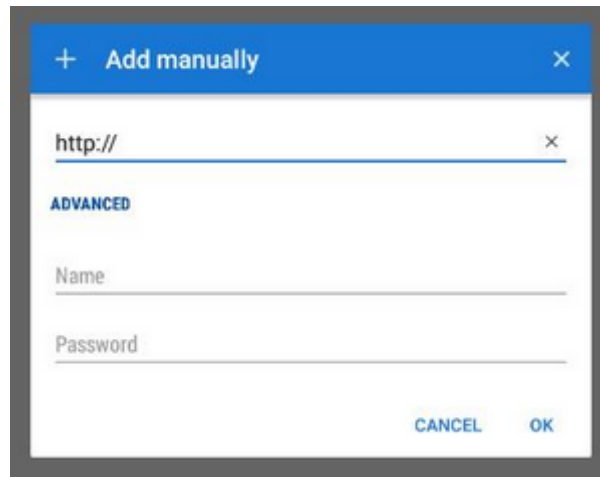 + Add manually ×
http:// ×
ADVANCED
Name
Password
CANCEL OK